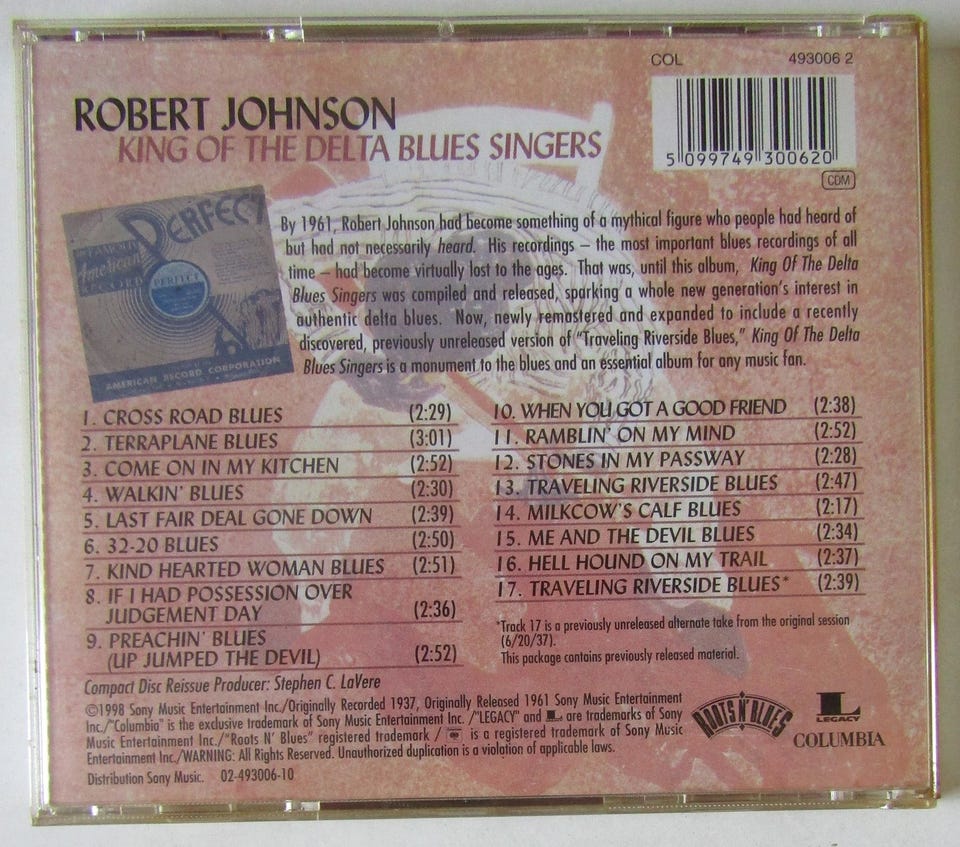 COL 493006 2
5 099749 300620
CDM
ROBERT JOHNSON
KING OF THE DELTA BLUES SINGERS
PERFECT
American
RECORD
PERFECT
AMERICAN RECORD CORPORATION
By 1961, Robert Johnson had become something of a mythical figure who people had heard of
but had not necessarily heard. His recordings – the most important blues recordings of all
time – had become virtually lost to the ages. That was, until this album, King Of The Delta
Blues Singers was compiled and released, sparking a whole new generation's interest in
authentic delta blues. Now, newly remastered and expanded to include a recently
discovered, previously unreleased version of "Traveling Riverside Blues," King Of The Delta
Blues Singers is a monument to the blues and an essential album for any music fan.
1. CROSS ROAD BLUES (2:29)
2. TERRAPLANE BLUES (3:01)
3. COME ON IN MY KITCHEN (2:52)
4. WALKIN' BLUES (2:30)
5. LAST FAIR DEAL GONE DOWN (2:39)
6. 32-20 BLUES (2:50)
7. KIND HEARTED WOMAN BLUES (2:51)
8. IF I HAD POSSESSION OVER
JUDGEMENT DAY (2:36)
9. PREACHIN' BLUES
(UP JUMPED THE DEVIL) (2:52)
10. WHEN YOU GOT A GOOD FRIEND (2:38)
11. RAMBLIN' ON MY MIND (2:52)
12. STONES IN MY PASSWAY (2:28)
13. TRAVELING RIVERSIDE BLUES (2:47)
14. MILKCOW'S CALF BLUES (2:17)
15. ME AND THE DEVIL BLUES (2:34)
16. HELL HOUND ON MY TRAIL (2:37)
17. TRAVELING RIVERSIDE BLUES* (2:39)
*Track 17 is a previously unreleased alternate take from the original session
(6/20/37).
This package contains previously released material.
Compact Disc Reissue Producer: Stephen C. LaVere
©1998 Sony Music Entertainment Inc./Originally Recorded 1937, Originally Released 1961 Sony Music Entertainment
Inc./"Columbia" is the exclusive trademark of Sony Music Entertainment Inc. /"LEGACY" and L are trademarks of Sony
Music Entertainment Inc./"Roots N' Blues" registered trademark / is a registered trademark of Sony Music
Entertainment Inc./WARNING: All Rights Reserved. Unauthorized duplication is a violation of applicable laws.
Distribution Sony Music. 02-493006-10
ROOTS N' BLUES
L
LEGACY
COLUMBIA